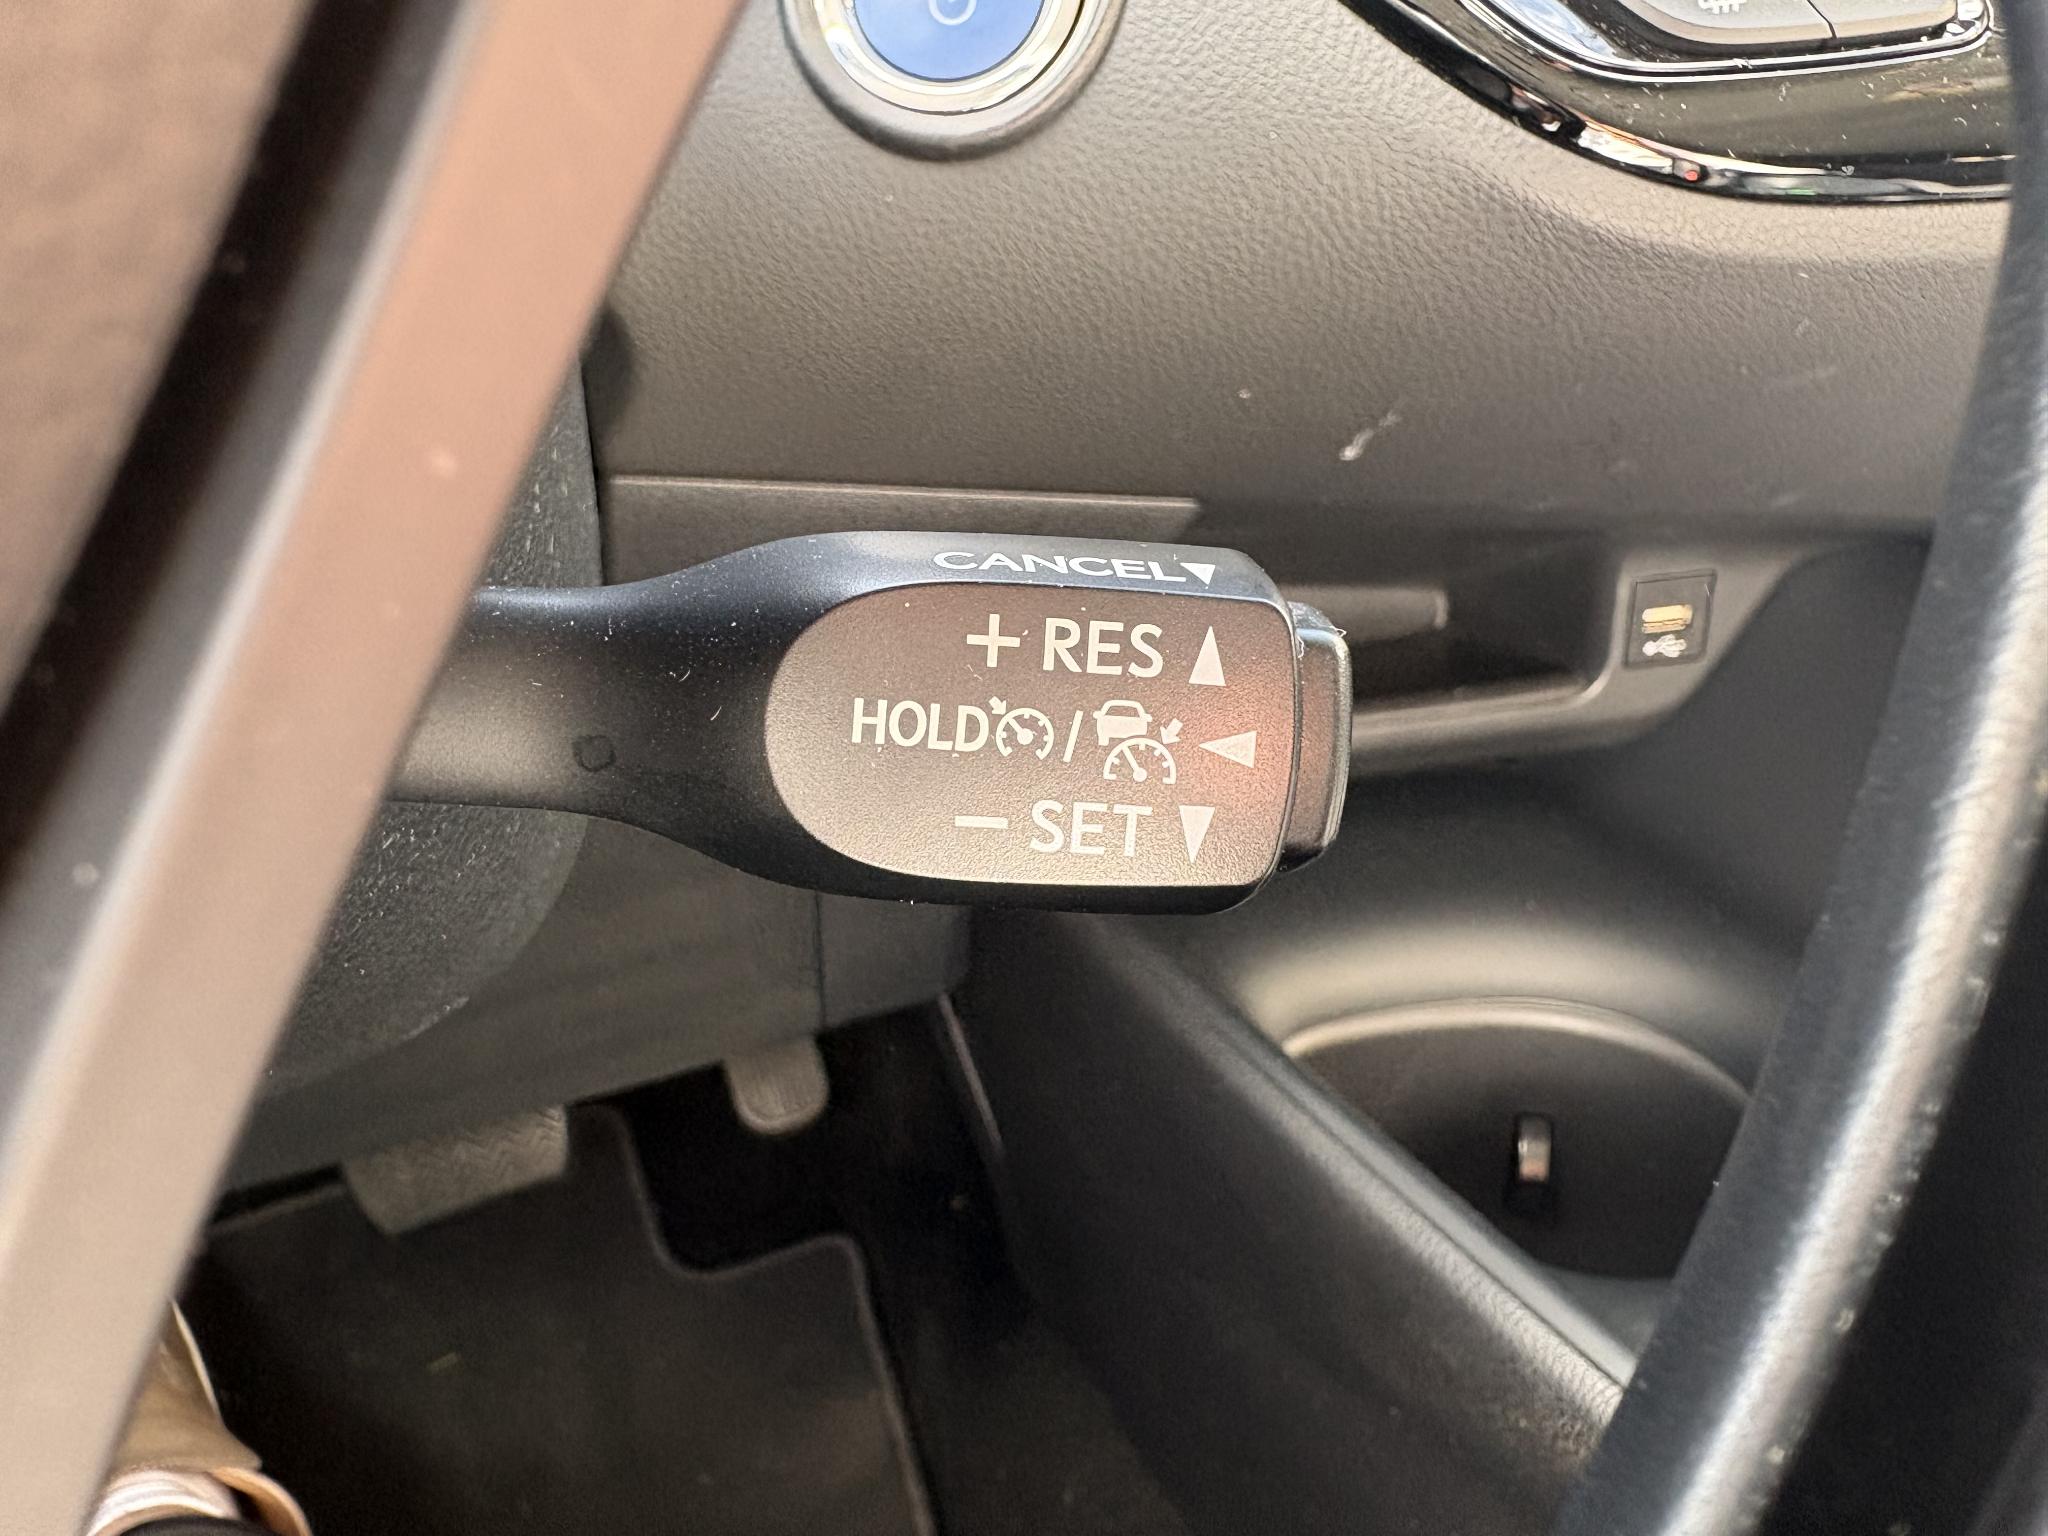 CANCEL▼
+ RES ▲
HOLD / ◀
− SET ▼